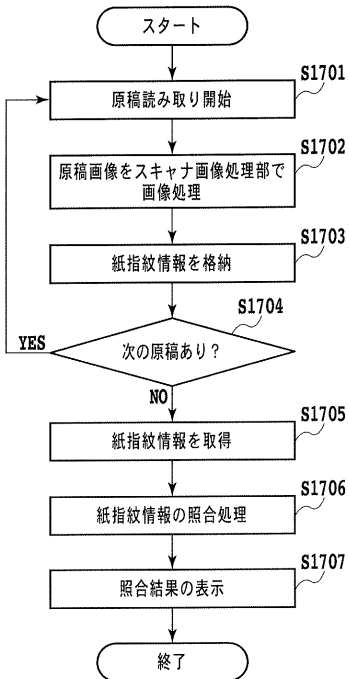 スタート
S1701
原稿読み取り開始
S1702
原稿画像をスキャナ画像処理部で
画像処理
S1703
紙指紋情報を格納
S1704
次の原稿あり？
YES
NO
S1705
紙指紋情報を取得
S1706
紙指紋情報の照合処理
S1707
照合結果の表示
終了